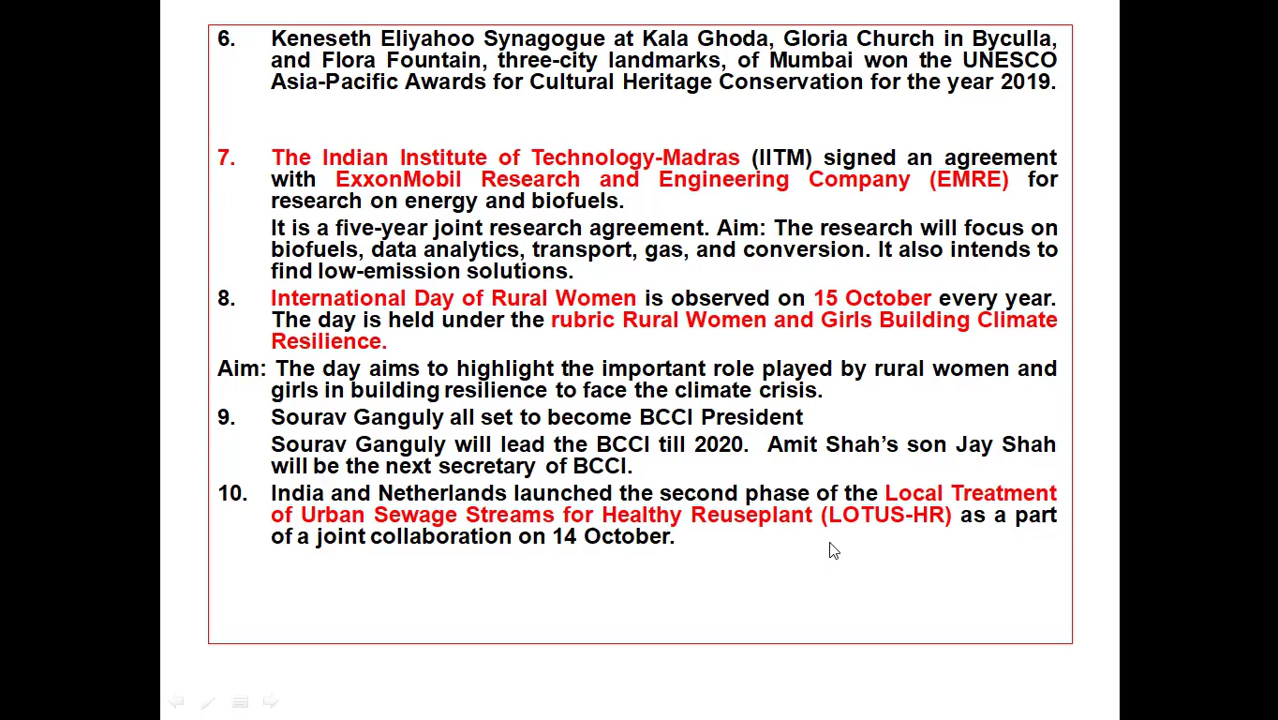 6. Keneseth Eliyahoo Synagogue at Kala Ghoda, Gloria Church in Byculla,
and Flora Fountain, three-city landmarks, of Mumbai won the UNESCO
Asia-Pacific Awards for Cultural Heritage Conservation for the year 2019.
7. The Indian Institute of Technology-Madras (IITM) signed an agreement
with ExxonMobil Research and Engineering Company (EMRE) for
research on energy and biofuels.
It is a five-year joint research agreement. Aim: The research will focus on
biofuels, data analytics, transport, gas, and conversion. It also intends to
find low-emission solutions.
8. International Day of Rural Women is observed on 15 October every year.
The day is held under the rubric Rural Women and Girls Building Climate
Resilience.
Aim: The day aims to highlight the important role played by rural women and
girls in building resilience to face the climate crisis.
9. Sourav Ganguly all set to become BCCI President
Sourav Ganguly will lead the BCCI till 2020. Amit Shah’s son Jay Shah
will be the next secretary of BCCI.
10. India and Netherlands launched the second phase of the Local Treatment
of Urban Sewage Streams for Healthy Reuseplant (LOTUS-HR) as a part
of a joint collaboration on 14 October.